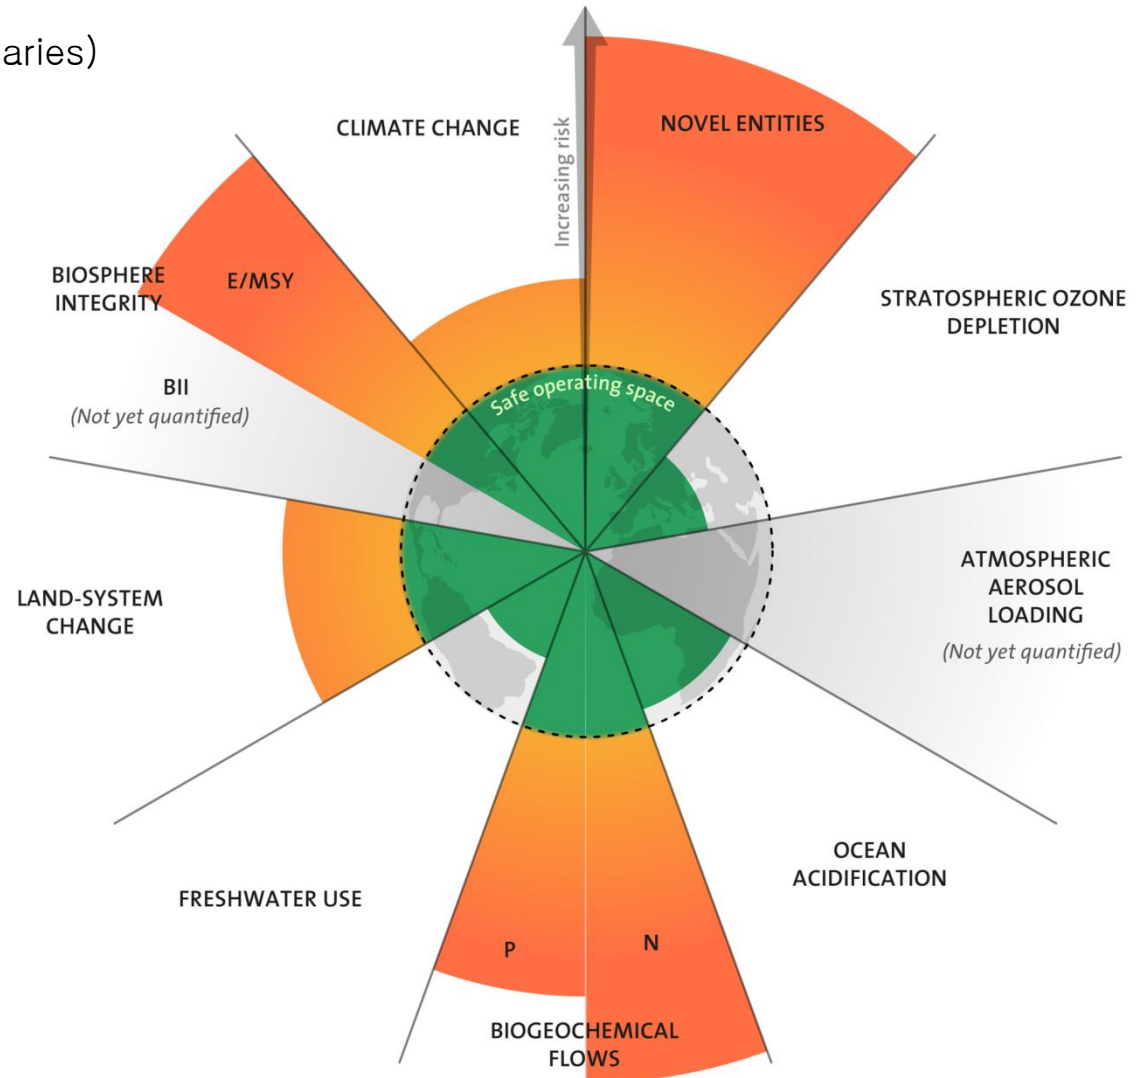 aries)
CLIMATE CHANGE
Increasing risk
NOVEL ENTITIES
BIOSPHERE
INTEGRITY
E/MSY
STRATOSPHERIC OZONE
DEPLETION
BII
(Not yet quantified)
Safe operating space
ATMOSPHERIC
AEROSOL
LOADING
(Not yet quantified)
LAND-SYSTEM
CHANGE
OCEAN
ACIDIFICATION
FRESHWATER USE
P
N
BIOGEOCHEMICAL
FLOWS